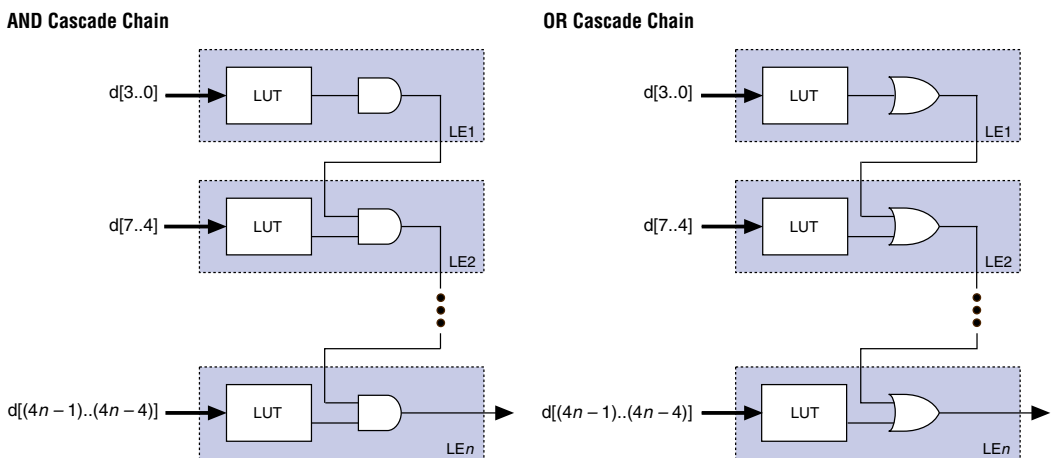 AND Cascade Chain
d[3..0]
LUT
LE1
d[7..4]
LUT
LE2
d[(4n – 1)..(4n – 4)]
LUT
LEn
OR Cascade Chain
d[3..0]
LUT
LE1
d[7..4]
LUT
LE2
d[(4n – 1)..(4n – 4)]
LUT
LEn